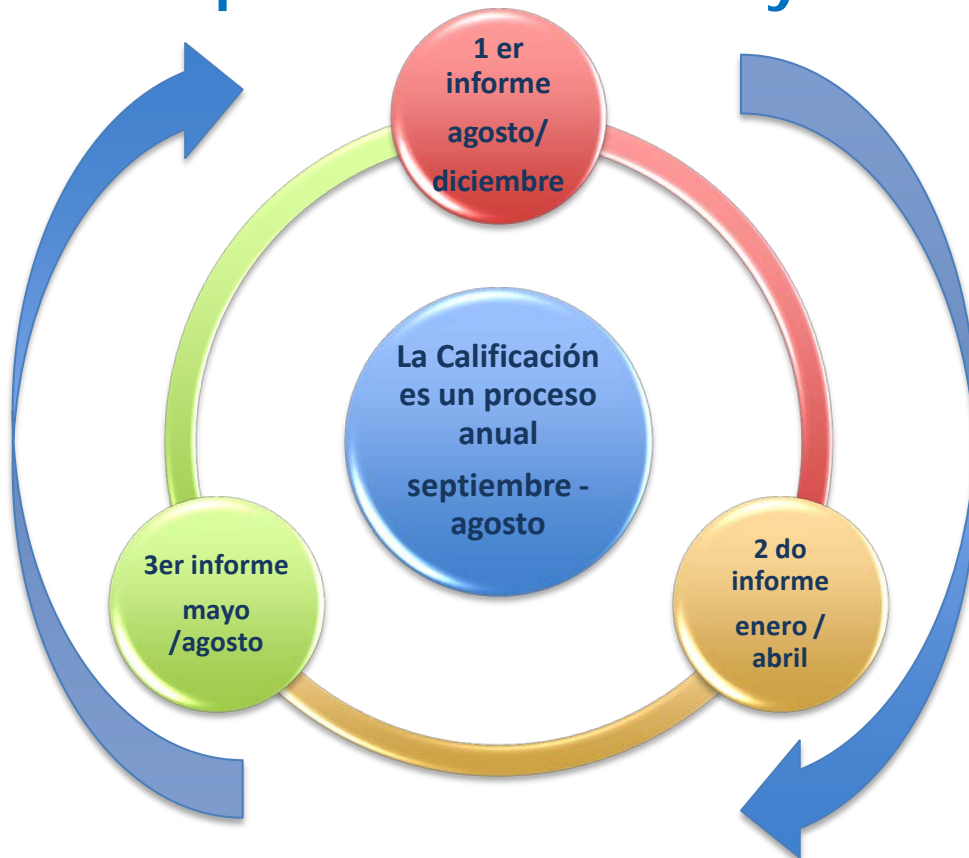 1 er
informe
agosto/
diciembre
La Calificación
es un proceso
anual
septiembre -
agosto
3er informe
mayo
/agosto
2 do
informe
enero /
abril